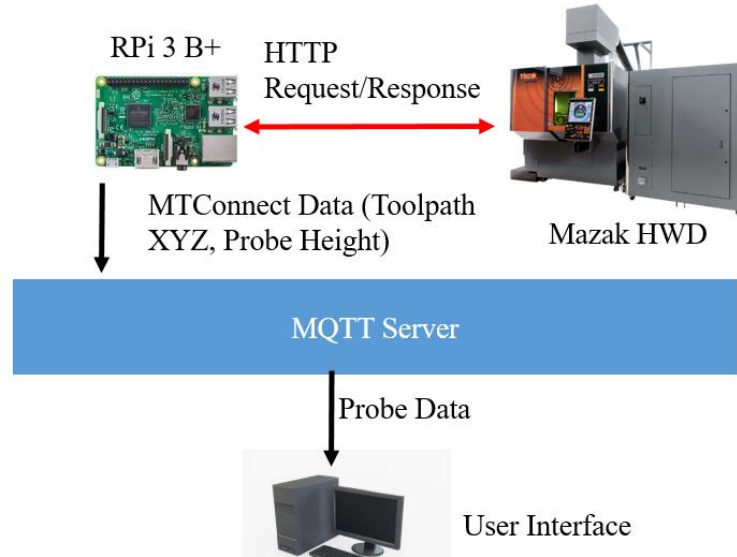 RPi 3 B+
HTTP
Request/Response
Mazak
MTConnect Data (Toolpath
XYZ, Probe Height)
Mazak HWD
MQTT Server
Probe Data
User Interface